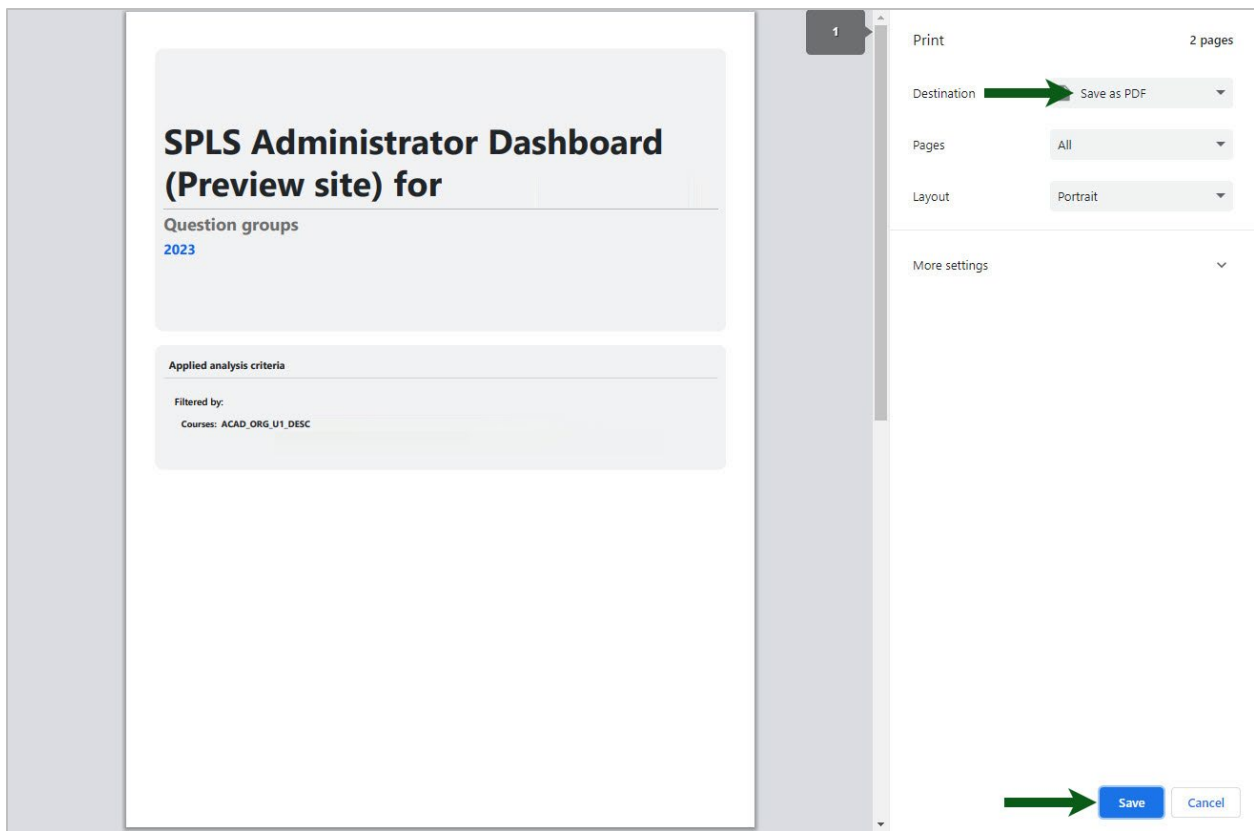 SPLS Administrator Dashboard
(Preview site) for
Question groups
2023
Applied analysis criteria
Filtered by:
Courses: ACAD_ORG_U1_DESC
1
Print 2 pages
Destination Save as PDF
Pages All
Layout Portrait
More settings
Save Cancel